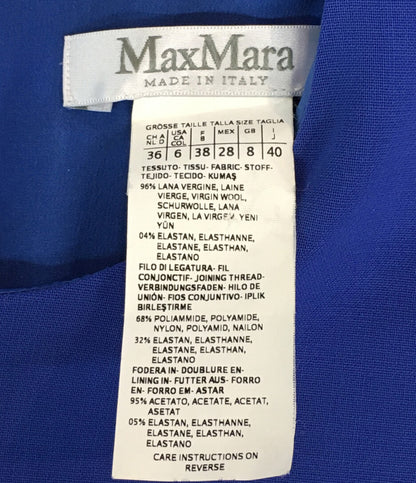 MaxMara
MADE IN ITALY
GRÖSSE TAILLE TALLA SIZE TAGLIA
CH A NL D USA CA COL F B MEX GB I J
36 6 38 28 8 40
TESSUTO- TISSU- FABRIC- STOFF-
TEJIDO- TECIDO- KUMAŞ
96% LANA VERGINE, LAINE
VIERGE, VIRGIN WOOL,
SCHURWOLLE, LANA
VIRGEN, LA VIRGEM, YENI
YÜN
04% ELASTAN, ELASTHANNE,
ELASTANE, ELESTHAN,
ELASTANO
FILO DI LEGATURA- FIL
CONJONCTIF- JOINING THREAD-
VERBINDUNGSFADEN- HILO DE
UNIÓN- FIOS CONJUNTIVO- IPLIK
BIRLEŞTIRME
68% POLIAMMIDE, POLYAMIDE,
NYLON, POLYAMID, NAILON
32% ELASTAN, ELASTHANNE,
ELASTANE, ELASTHAN,
ELASTANO
FODERA IN- DOUBLURE EN-
LINING IN- FUTTER AUS- FORRO
EN- FORRO EM- ASTAR
95% ACETATO, ACETATE, ACETAT,
ASETAT
05% ELASTAN, ELASTHANNE,
ELASTANE, ELASTHAN,
ELASTANO
CARE INSTRUCTIONS ON
REVERSE